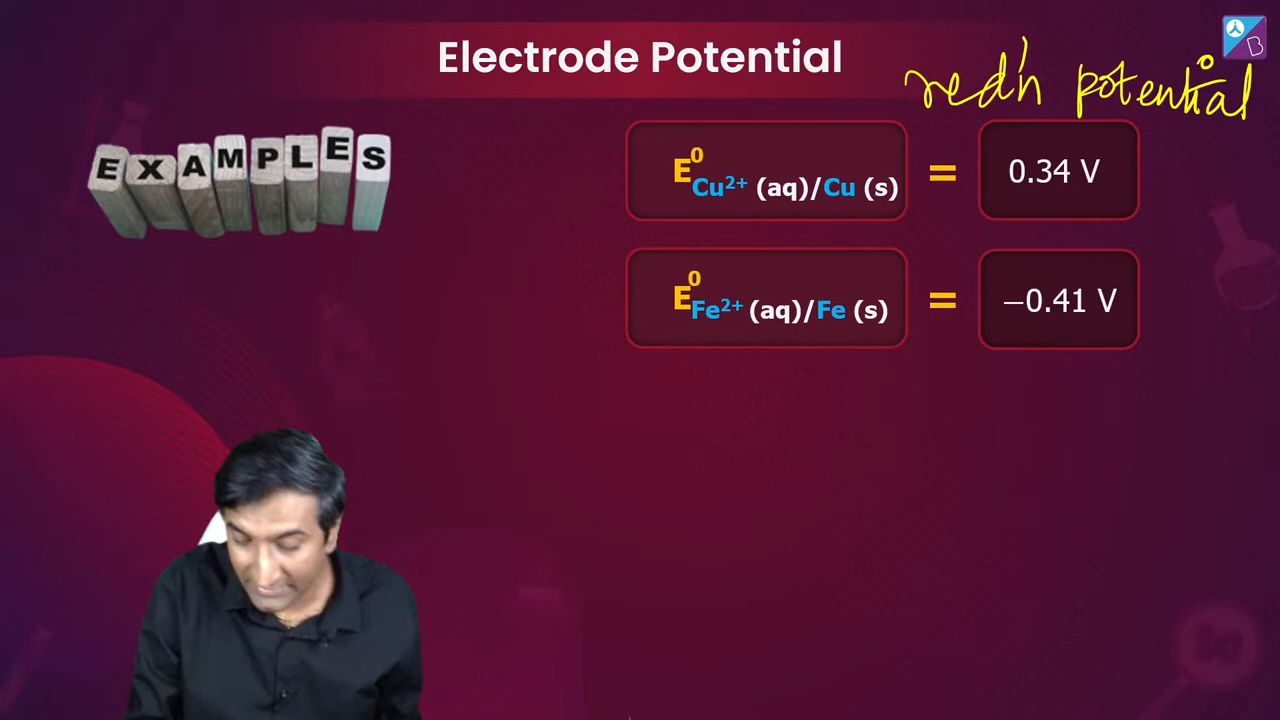 Electrode Potential
red'n potential
EXAMPLES
E⁰Cu²⁺ (aq)/Cu (s) = 0.34 V
E⁰Fe²⁺ (aq)/Fe (s) = −0.41 V
B